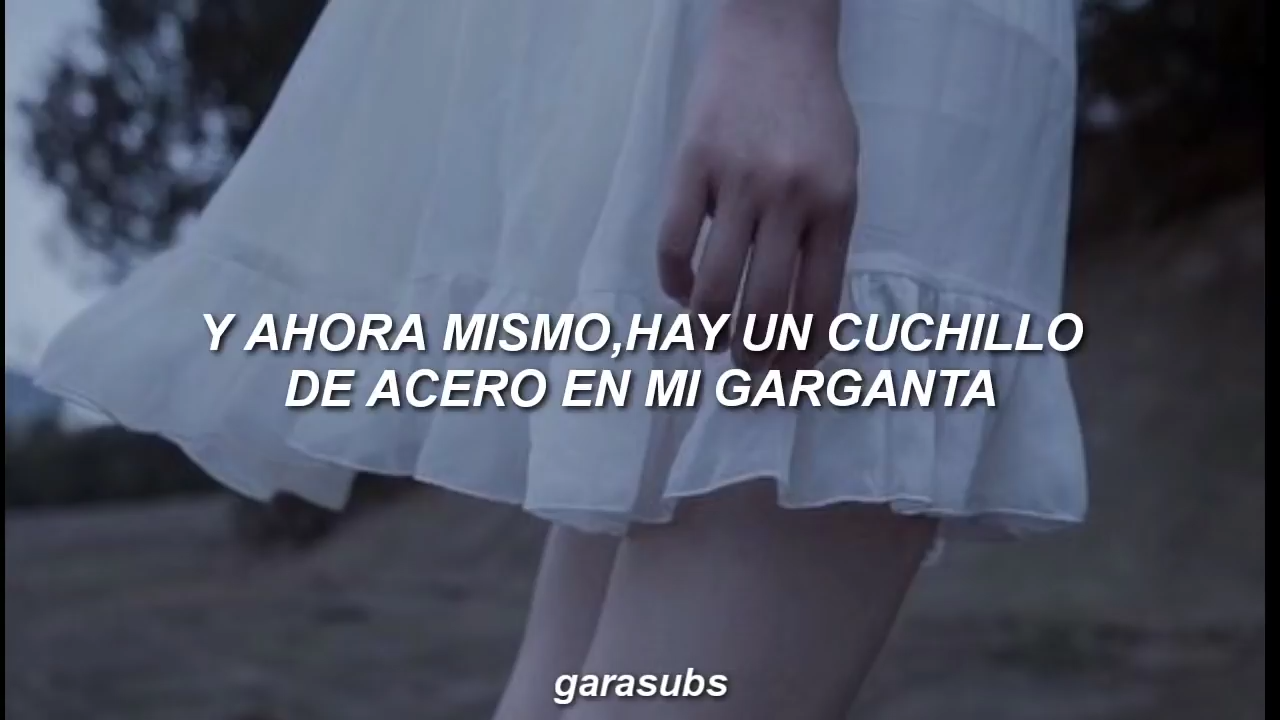 Y AHORA MISMO,HAY UN CUCHILLO
DE ACERO EN MI GARGANTA
garasubs